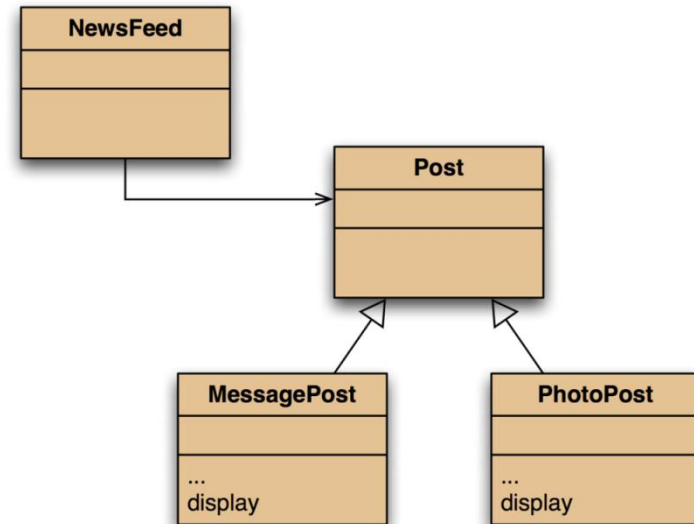 NewsFeed
Post
MessagePost
...
display
PhotoPost
...
display